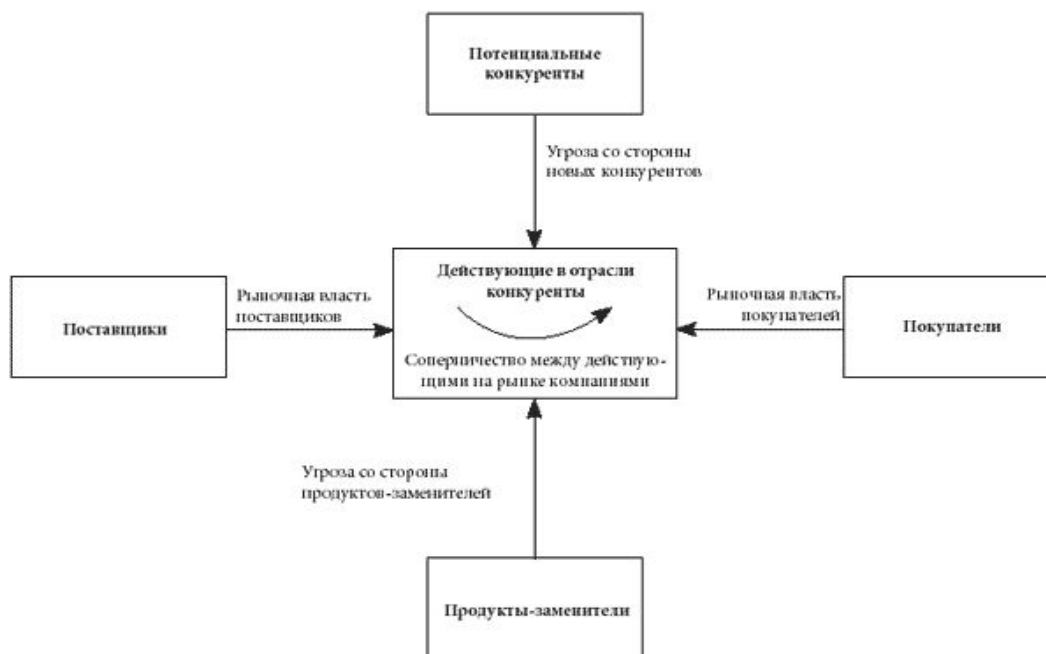 Потенциальные
конкуренты
Угроза со стороны
новых конкурентов
Действующие в отрасли
конкуренты
Рыночная власть
поставщиков
Рыночная власть
покупателей
Поставщики
Покупатели
Соперничество между действую-
щими на рынке компаниями
Угроза со стороны
продуктов-заменителей
Продукты-заменители